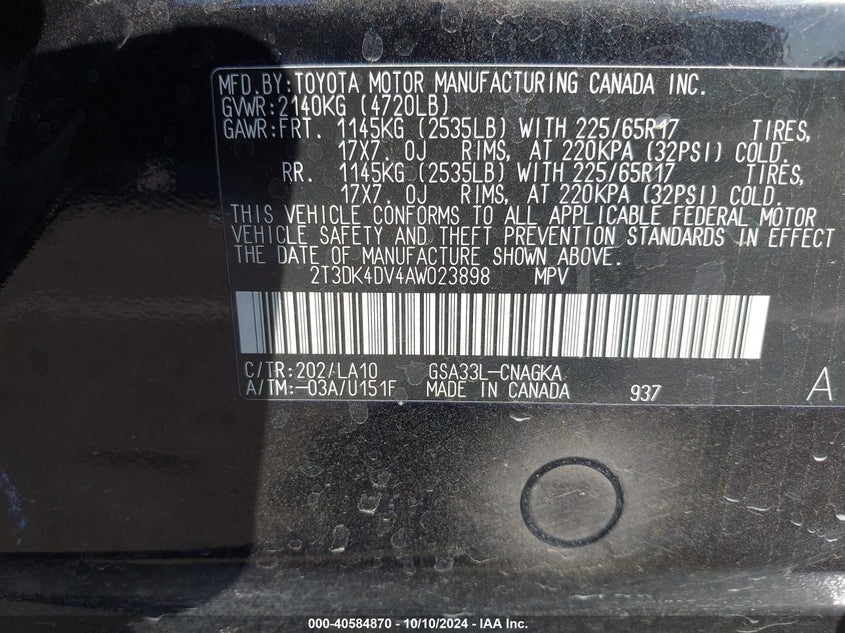 MFD.BY:TOYOTA MOTOR MANUFACTURING CANADA INC.
GVWR:2140KG (4720LB)
GAWR:FRT. 1145KG (2535LB) WITH 225/65R17 TIRES,
17X7.0J RIMS, AT 220KPA (32PSI) COLD.
RR. 1145KG (2535LB) WITH 225/65R17 TIRES,
17X7.0J RIMS, AT 220KPA (32PSI) COLD.
THIS VEHICLE CONFORMS TO ALL APPLICABLE FEDERAL MOTOR
VEHICLE SAFETY AND THEFT PREVENTION STANDARDS IN EFFECT
THE DATE OF MANUFACTURE SHOWN ABOVE.
2T3DK4DV4AW023898 MPV
C/TR:202/LA10 GSA33L-CNAGKA
A/TM:-03A/U151F MADE IN CANADA 937 A
000-40584870 - 10/10/2024 - IAA Inc.